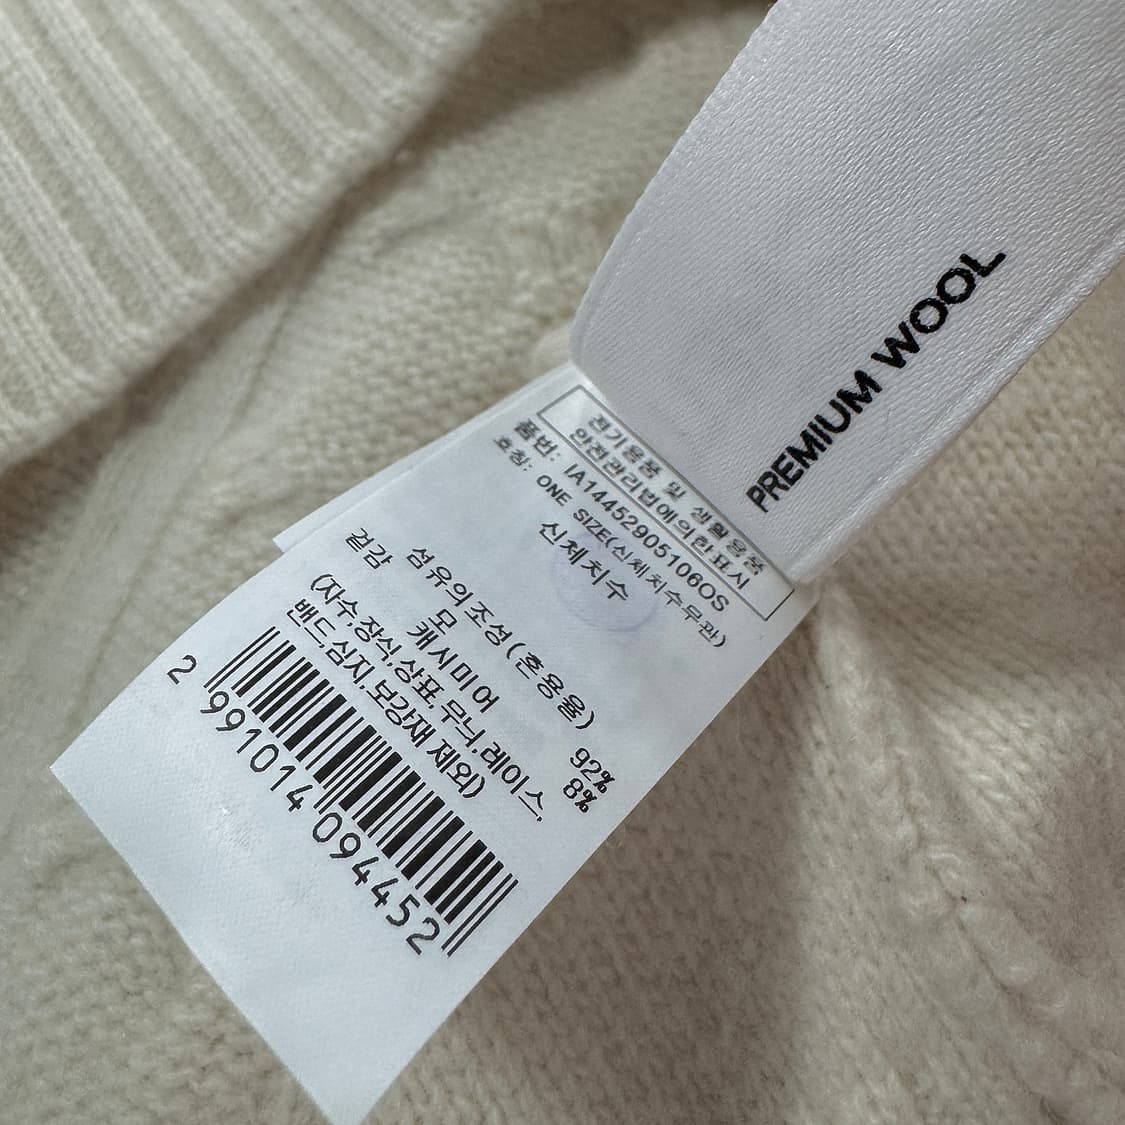 PREMIUM WOOL
전기용품 및 생활용품
안전관리법에의한표시
품번: IA14452905106OS
호칭: ONE SIZE(신체치수무관)
신체치수
섬유의조성(혼용율)
겉감 모 92%
캐시미어 8%
(자수,장식,상표,무늬,레이스,
밴드,심지,보강재 제외)
2 991014 094452